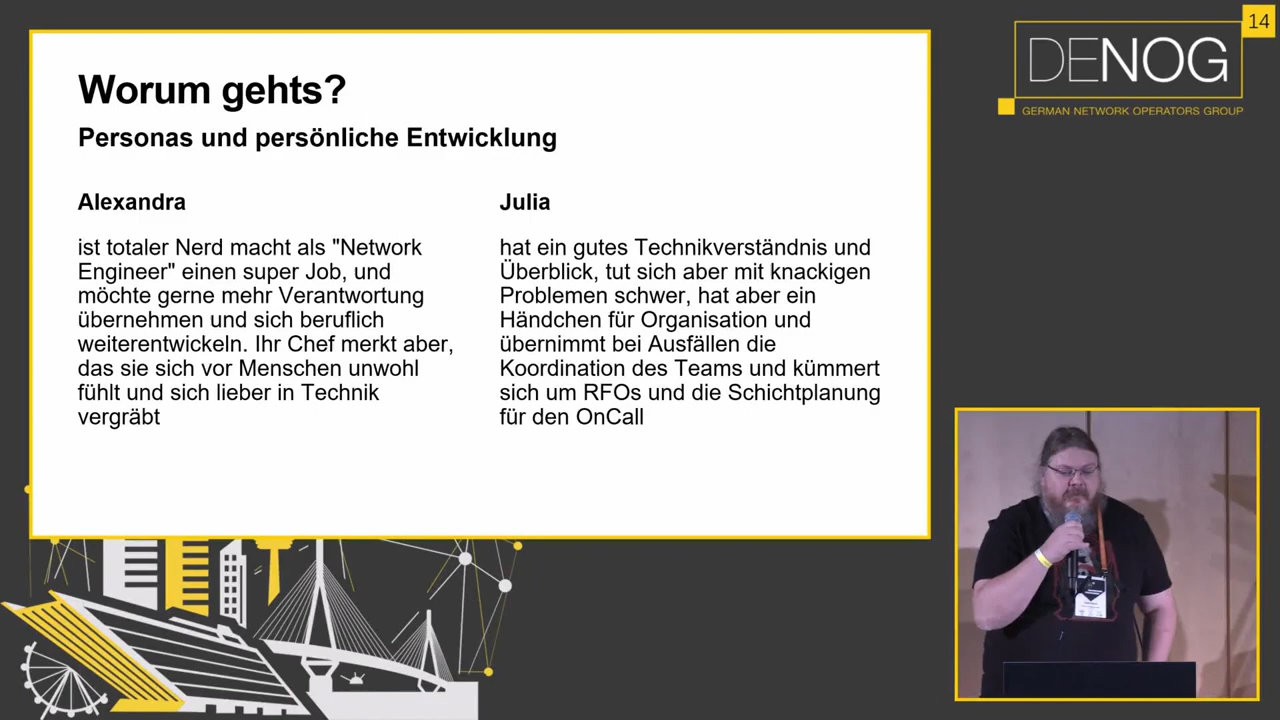 14
DENOG
GERMAN NETWORK OPERATORS GROUP
Worum gehts?
Personas und persönliche Entwicklung
Alexandra
ist totaler Nerd macht als "Network
Engineer" einen super Job, und
möchte gerne mehr Verantwortung
übernehmen und sich beruflich
weiterentwickeln. Ihr Chef merkt aber,
das sie sich vor Menschen unwohl
fühlt und sich lieber in Technik
vergräbt
Julia
hat ein gutes Technikverständnis und
Überblick, tut sich aber mit knackigen
Problemen schwer, hat aber ein
Händchen für Organisation und
übernimmt bei Ausfällen die
Koordination des Teams und kümmert
sich um RFOs und die Schichtplanung
für den OnCall